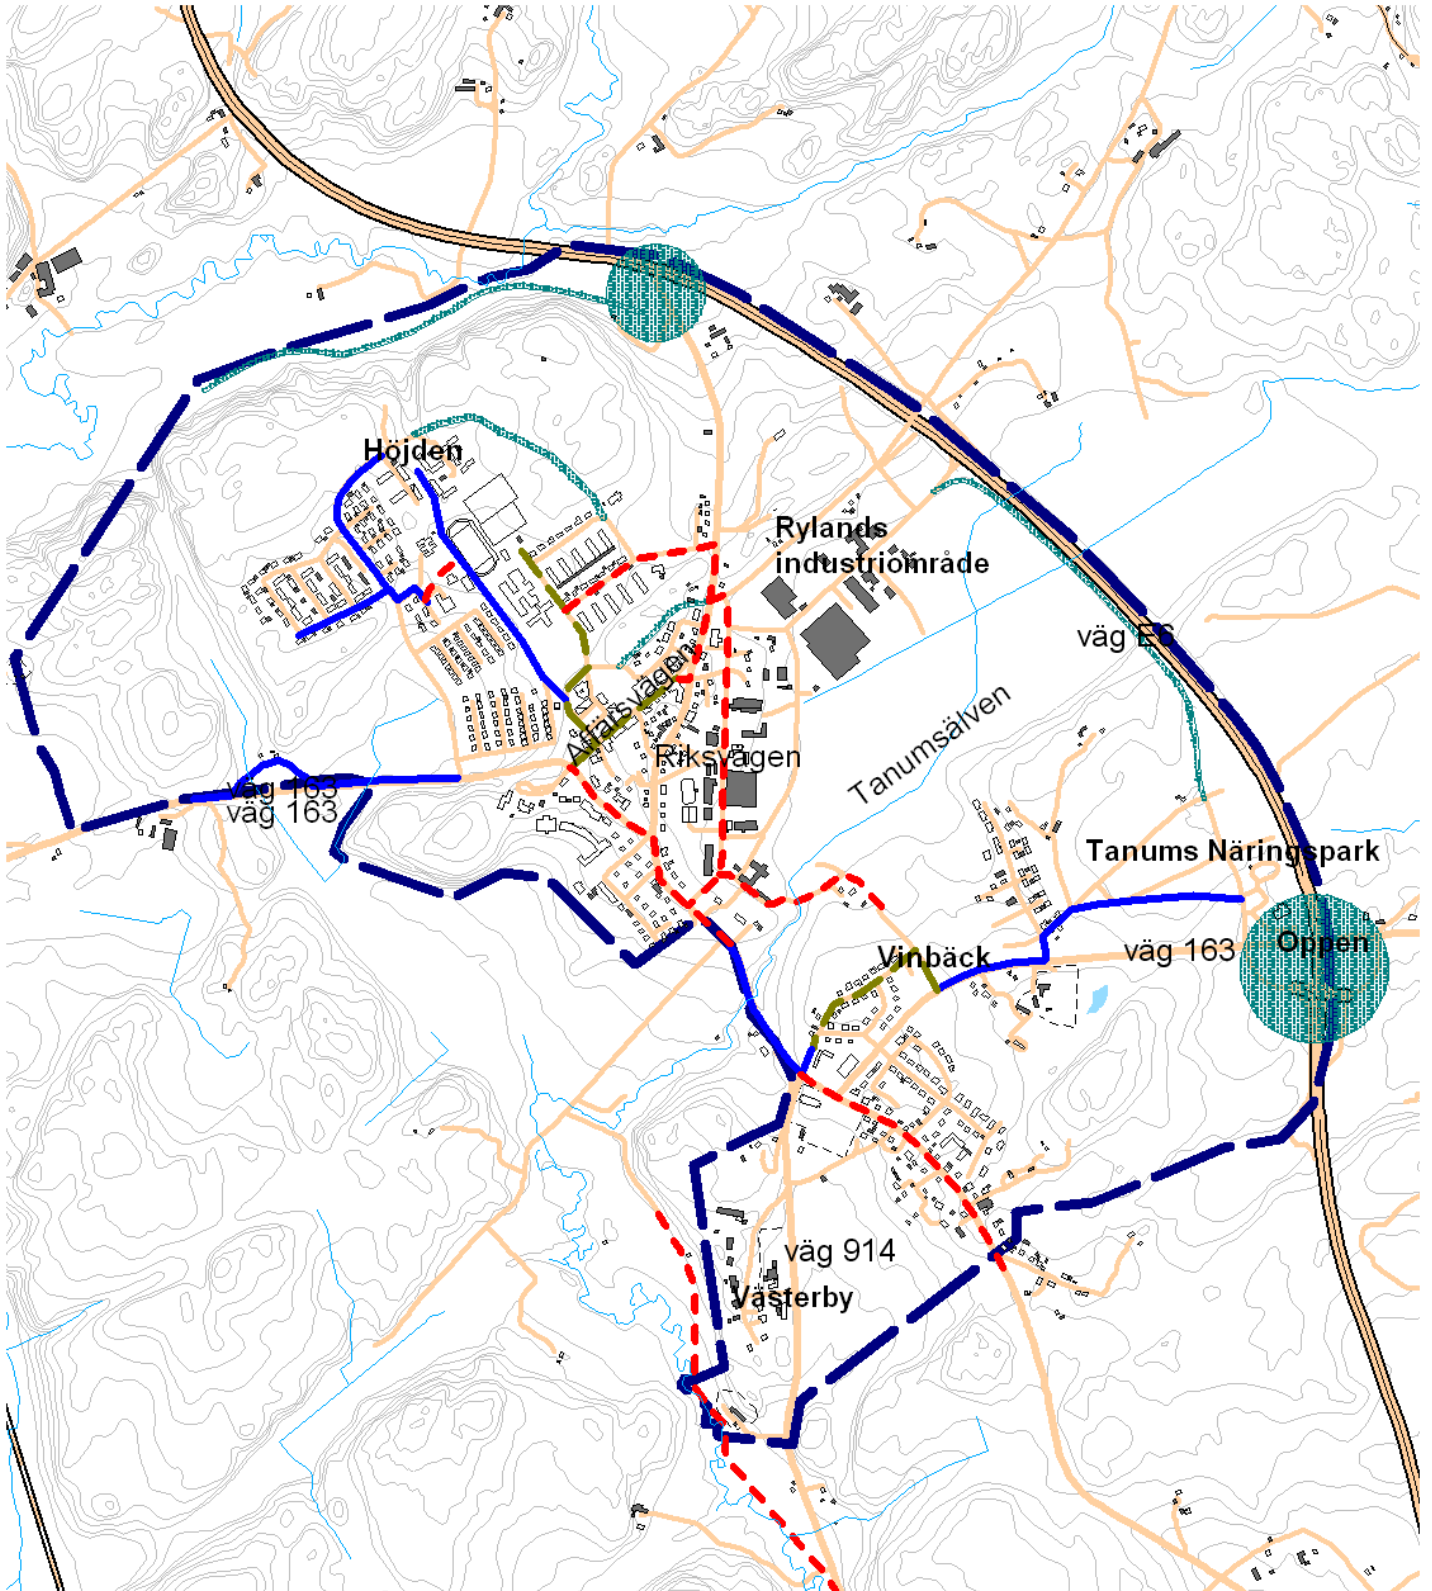 Höjden
Rylands
industriområde
väg E6
Affärsvägen
Tanumsälven
Riksvägen
väg 163
väg 163
Tanums Näringspark
Oppen
väg 163
Vinbäck
väg 914
Västerby